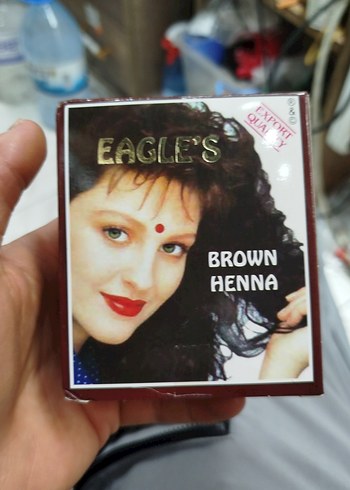 ® & ©
EXPORT
QUALITY
EAGLE'S
BROWN
HENNA